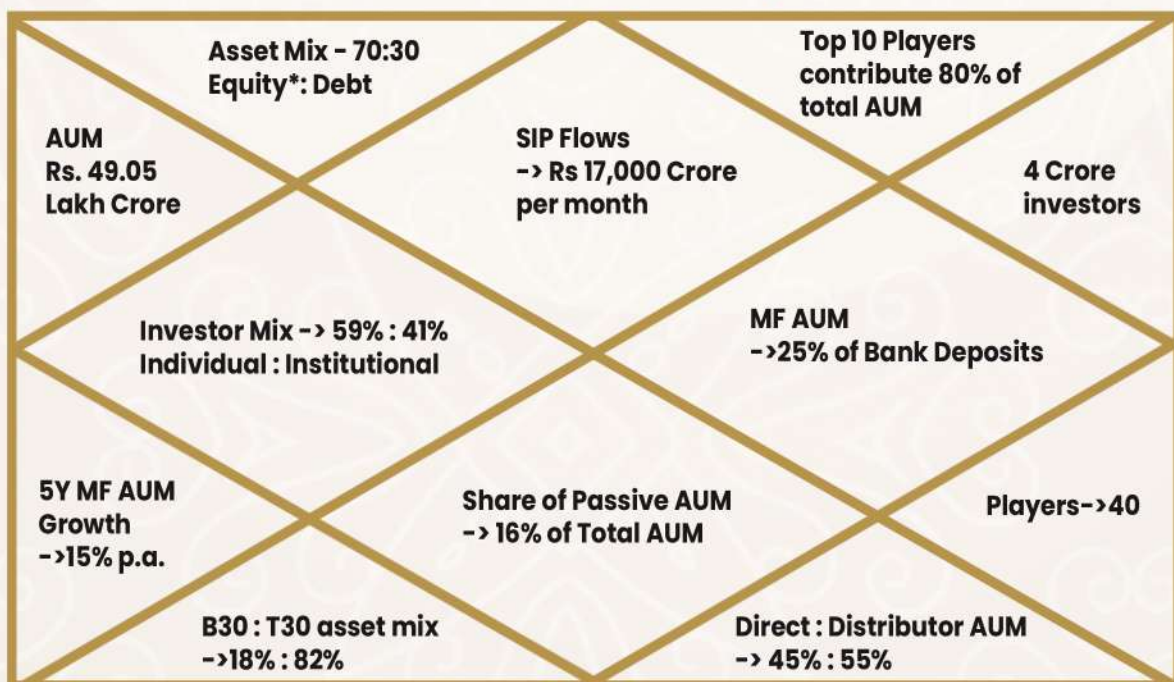 Asset Mix - 70:30
Equity*: Debt
Top 10 Players
contribute 80% of
total AUM
AUM
Rs. 49.05
Lakh Crore
SIP Flows
-> Rs 17,000 Crore
per month
4 Crore
investors
Investor Mix -> 59% : 41%
Individual : Institutional
MF AUM
->25% of Bank Deposits
5Y MF AUM
Growth
->15% p.a.
Share of Passive AUM
-> 16% of Total AUM
Players->40
B30 : T30 asset mix
->18% : 82%
Direct : Distributor AUM
-> 45% : 55%